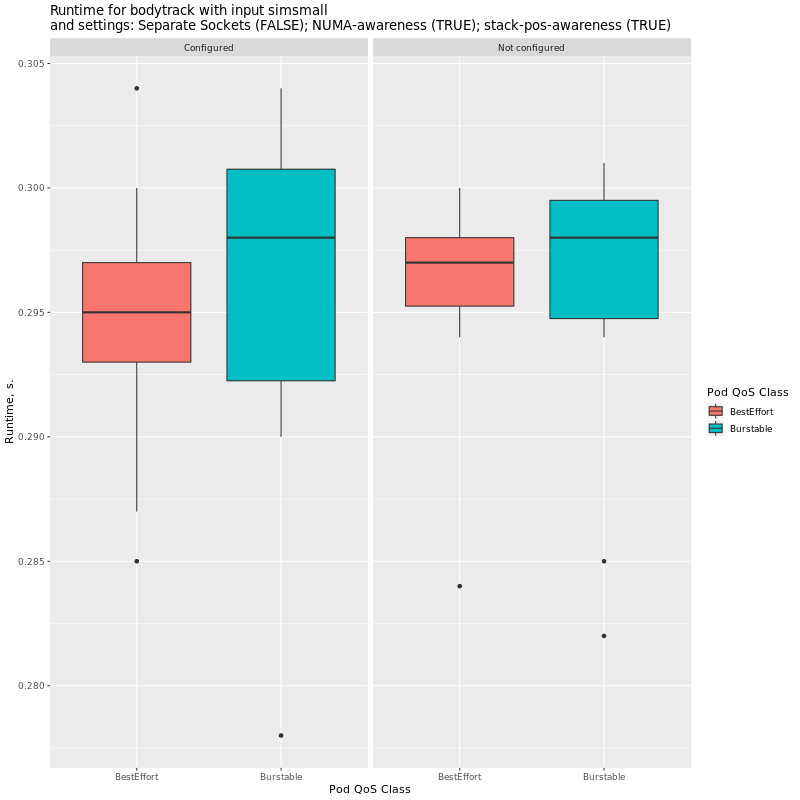 Runtime for bodytrack with input simsmall
and settings: Separate Sockets (FALSE); NUMA-awareness (TRUE); stack-pos-awareness (TRUE)
Configured
Not configured
0.305
0.300
0.295
0.290
0.285
0.280
Runtime, s.
BestEffort
Burstable
BestEffort
Burstable
Pod QoS Class
Pod QoS Class
BestEffort
Burstable